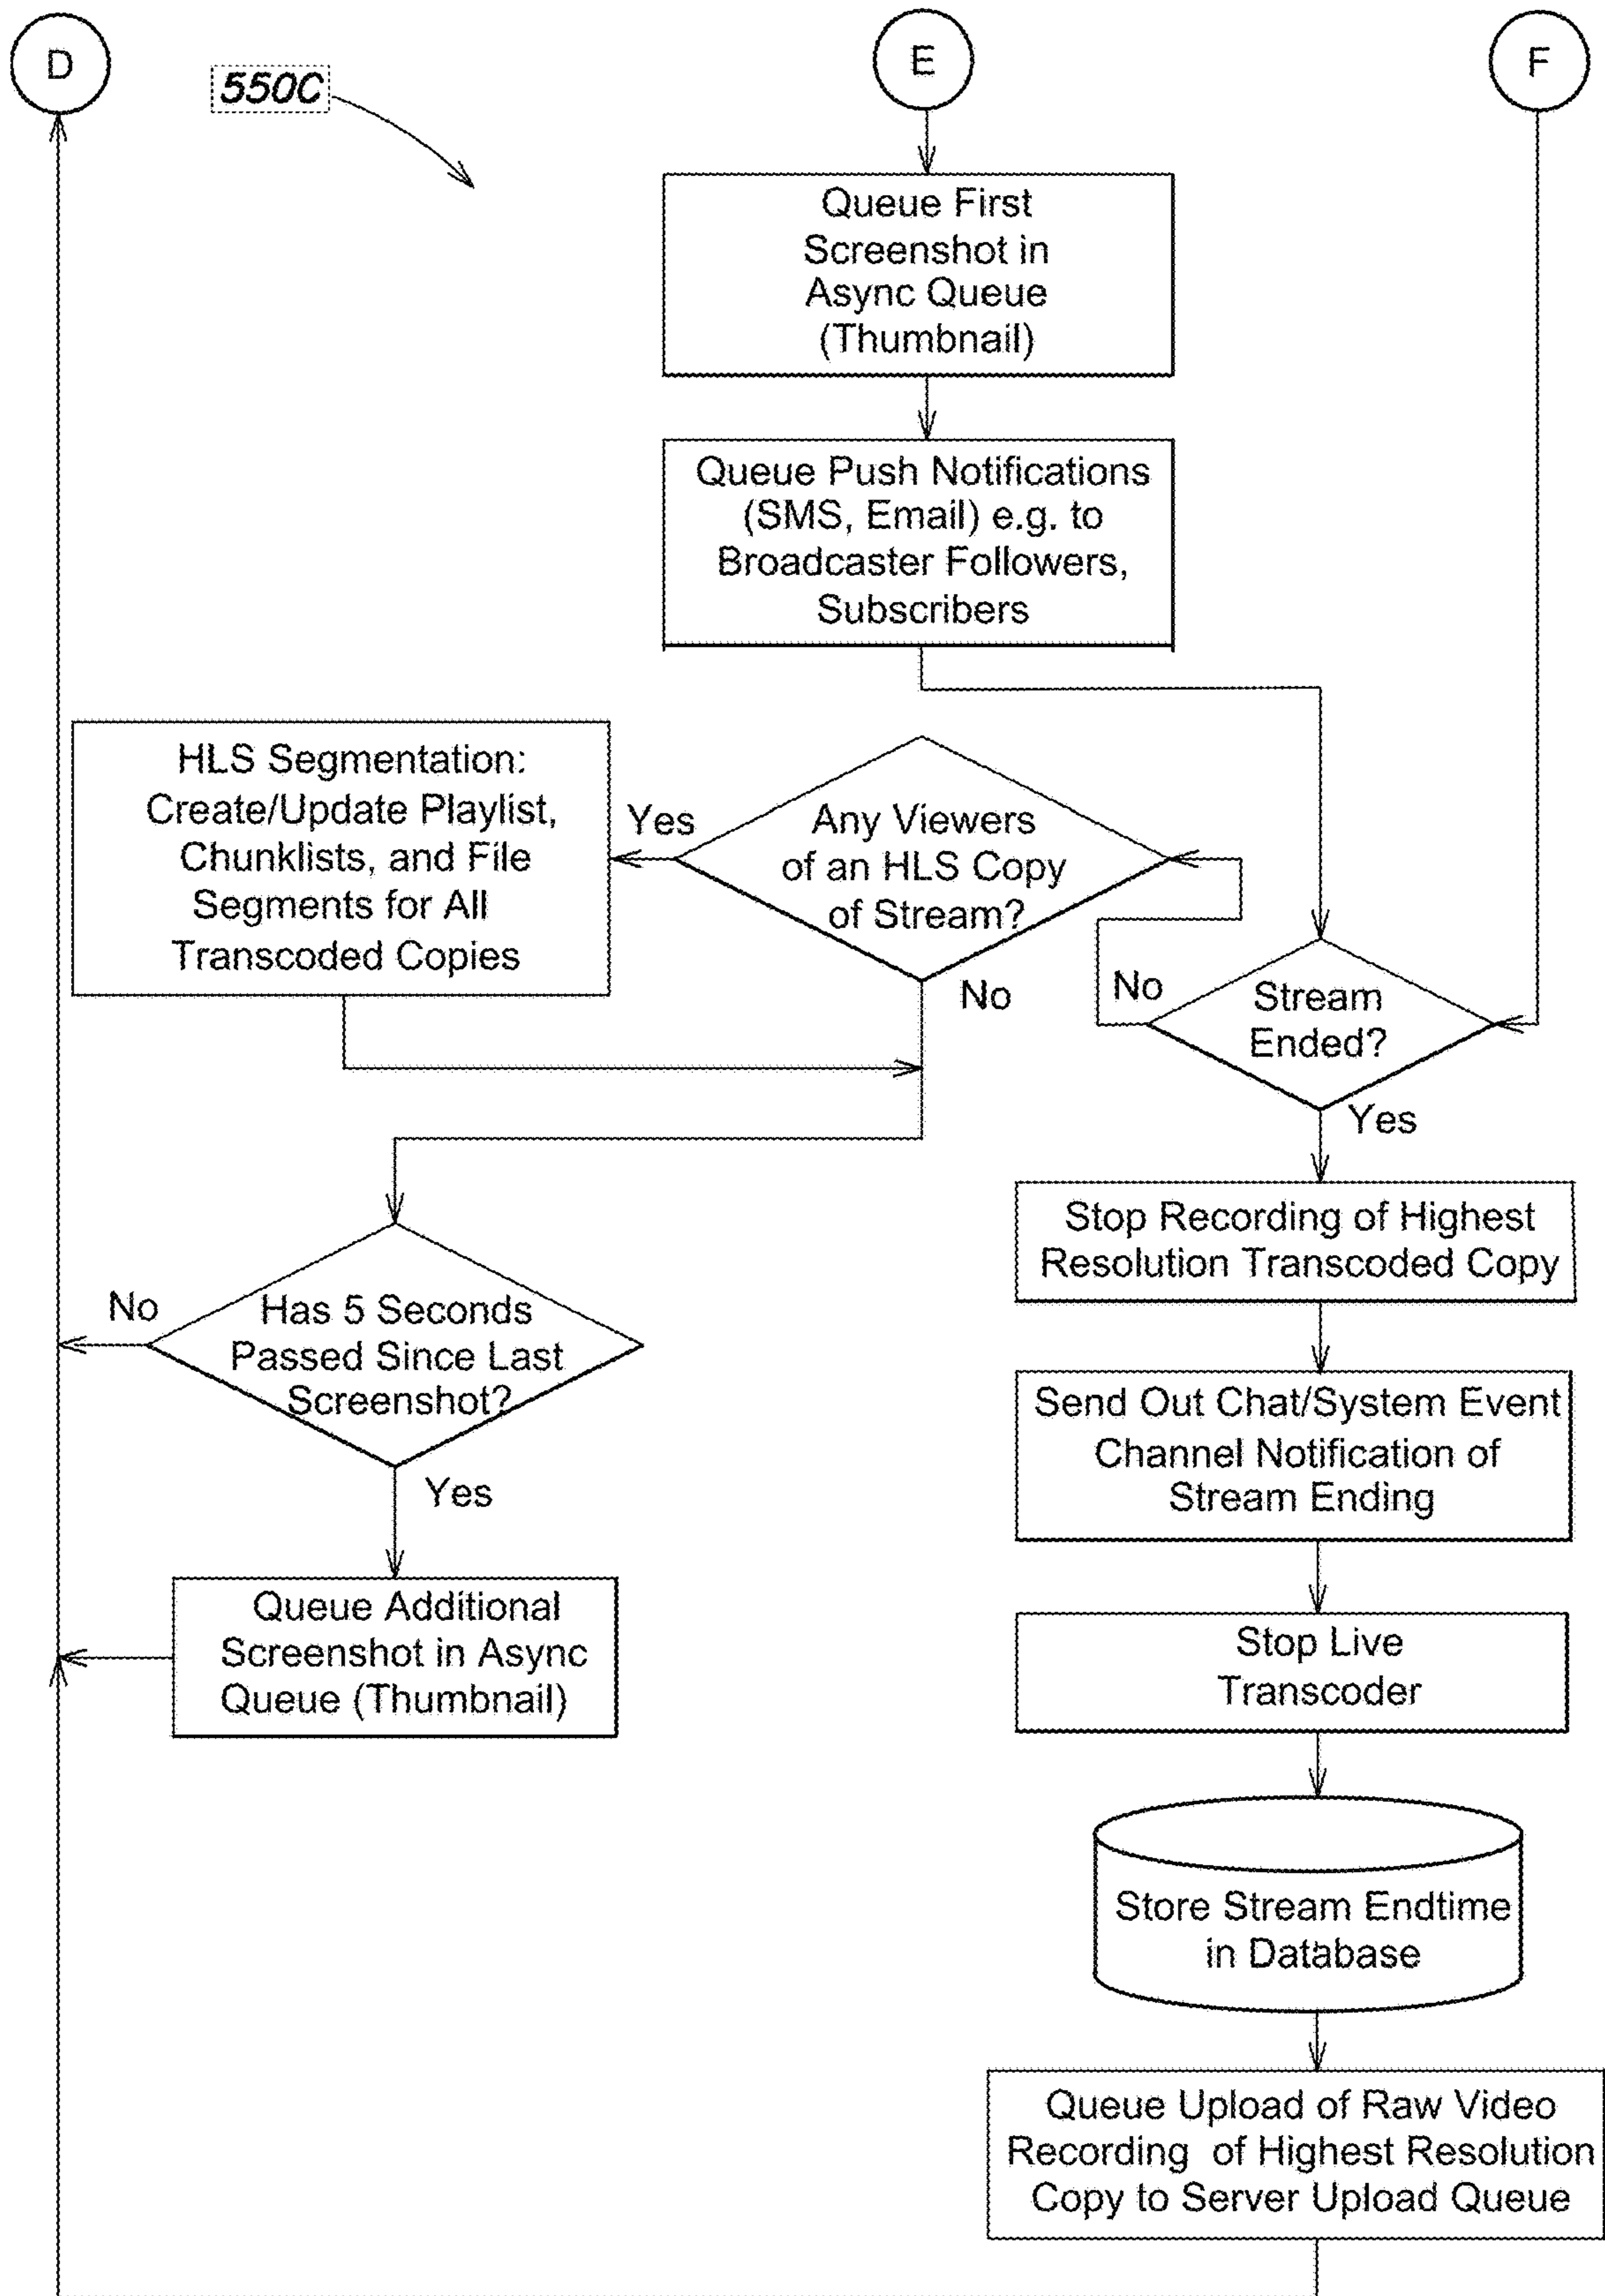 D
550C
E
F
Queue First
Screenshot in
Async Queue
(Thumbnail)
Queue Push Notifications
(SMS, Email) e.g. to
Broadcaster Followers,
Subscribers
HLS Segmentation:
Create/Update Playlist,
Chunklists, and File
Segments for All
Transcoded Copies
Yes
Any Viewers
of an HLS Copy
of Stream?
No
No
Stream
Ended?
Yes
Stop Recording of Highest
Resolution Transcoded Copy
No
Has 5 Seconds
Passed Since Last
Screenshot?
Yes
Send Out Chat/System Event
Channel Notification of
Stream Ending
Queue Additional
Screenshot in Async
Queue (Thumbnail)
Stop Live
Transcoder
Store Stream Endtime
in Database
Queue Upload of Raw Video
Recording of Highest Resolution
Copy to Server Upload Queue